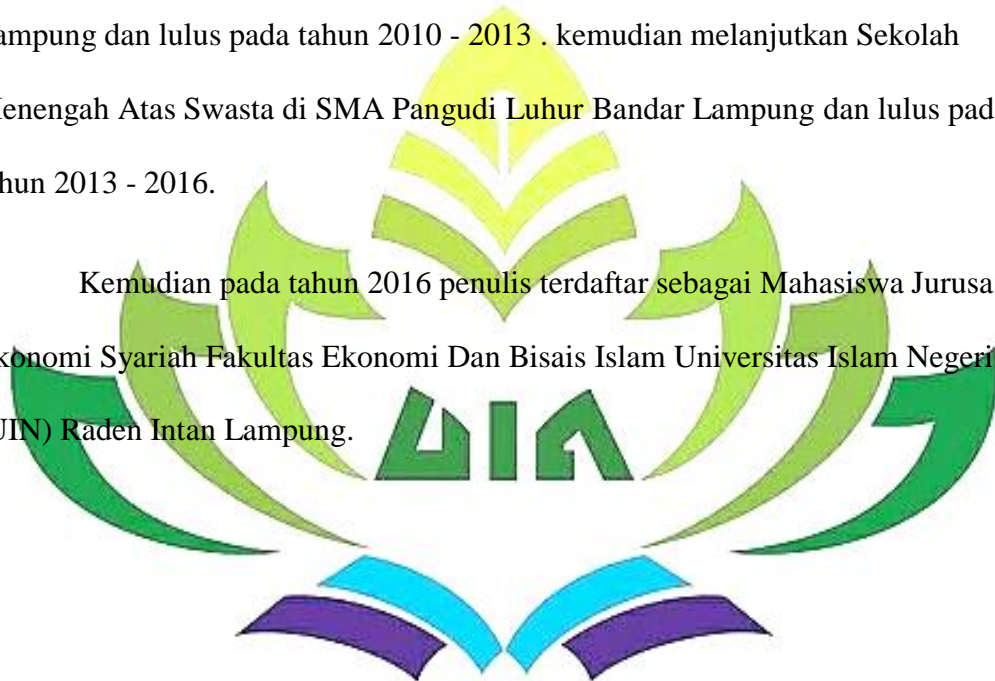 ampung dan lulus pada tahun 2010 - 2013 . kemudian melanjutkan Sekolah
enengah Atas Swasta di SMA Pangudi Luhur Bandar Lampung dan lulus pad
hun 2013 - 2016.
Kemudian pada tahun 2016 penulis terdaftar sebagai Mahasiswa Jurusa
konomi Syariah Fakultas Ekonomi Dan Bisais Islam Universitas Islam Negeri
UIN) Raden Intan Lampung.
UIN